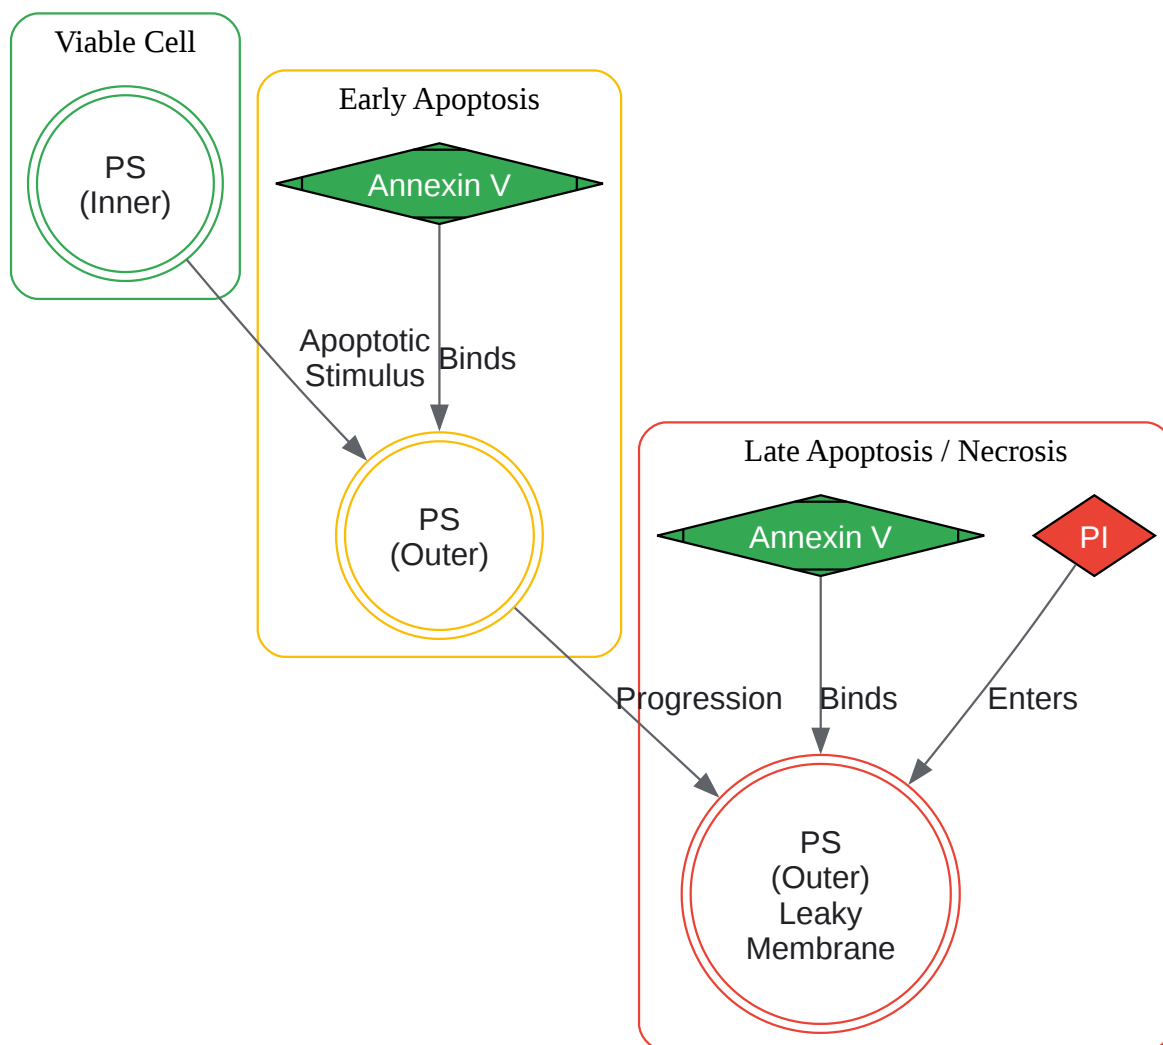 Viable Cell
PS
(Inner)
Early Apoptosis
Annexin V
Apoptotic
Stimulus
Binds
PS
(Outer)
Late Apoptosis / Necrosis
Annexin V
PI
Progression
Binds
Enters
PS
(Outer)
Leaky
Membrane